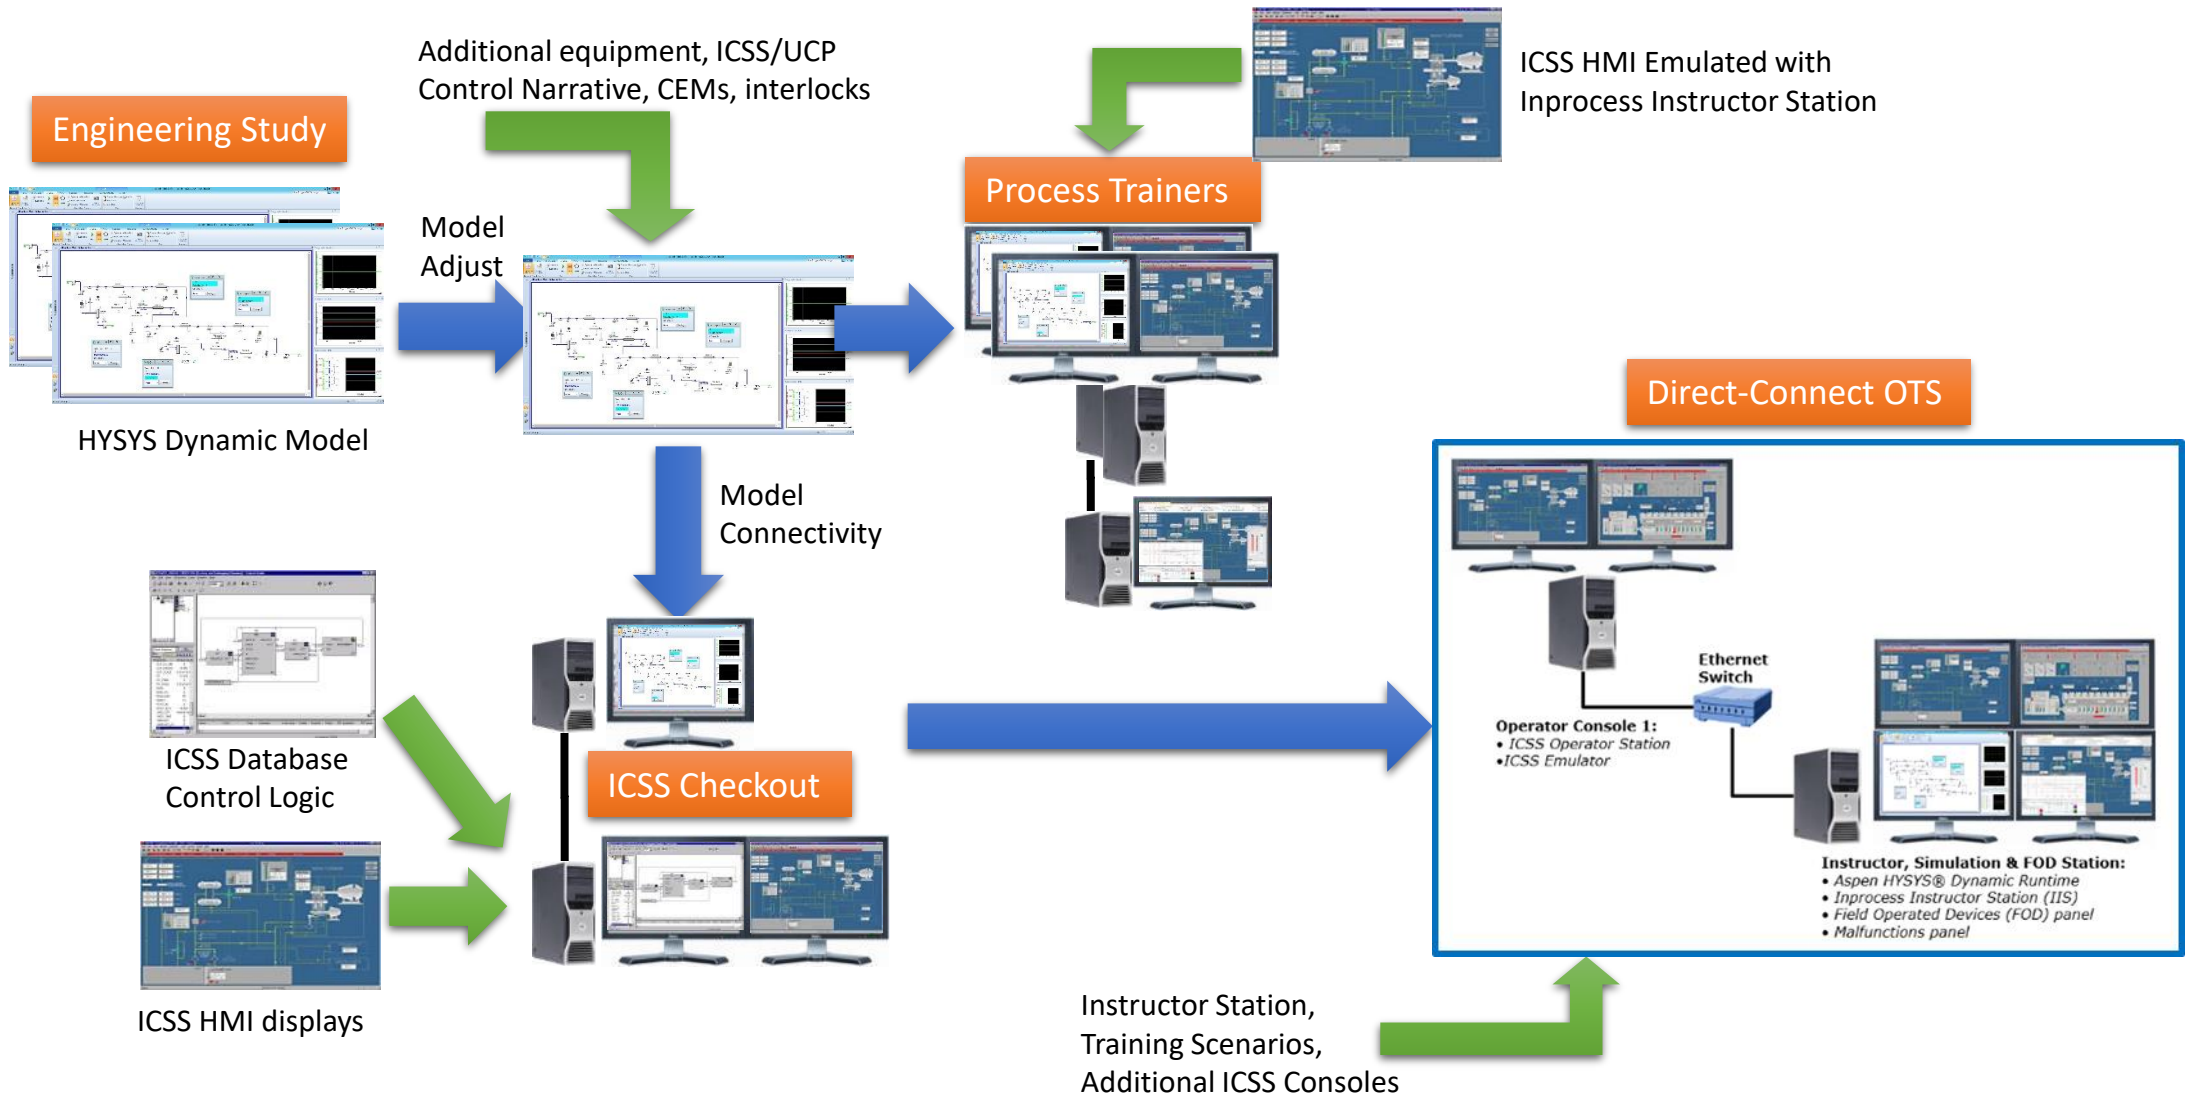 Additional equipment, ICSS/UCP
Control Narrative, CEMs, interlocks
ICSS HMI Emulated with
Inprocess Instructor Station
Engineering Study
Process Trainers
Model
Adjust
HYSYS Dynamic Model
Direct-Connect OTS
Model
Connectivity
Ethernet
Switch
Operator Console 1:
• ICSS Operator Station
•ICSS Emulator
ICSS Database
Control Logic
ICSS Checkout
Instructor, Simulation & FOD Station:
• Aspen HYSYS® Dynamic Runtime
• Inprocess Instructor Station (IIS)
• Field Operated Devices (FOD) panel
• Malfunctions panel
ICSS HMI displays
Instructor Station,
Training Scenarios,
Additional ICSS Consoles